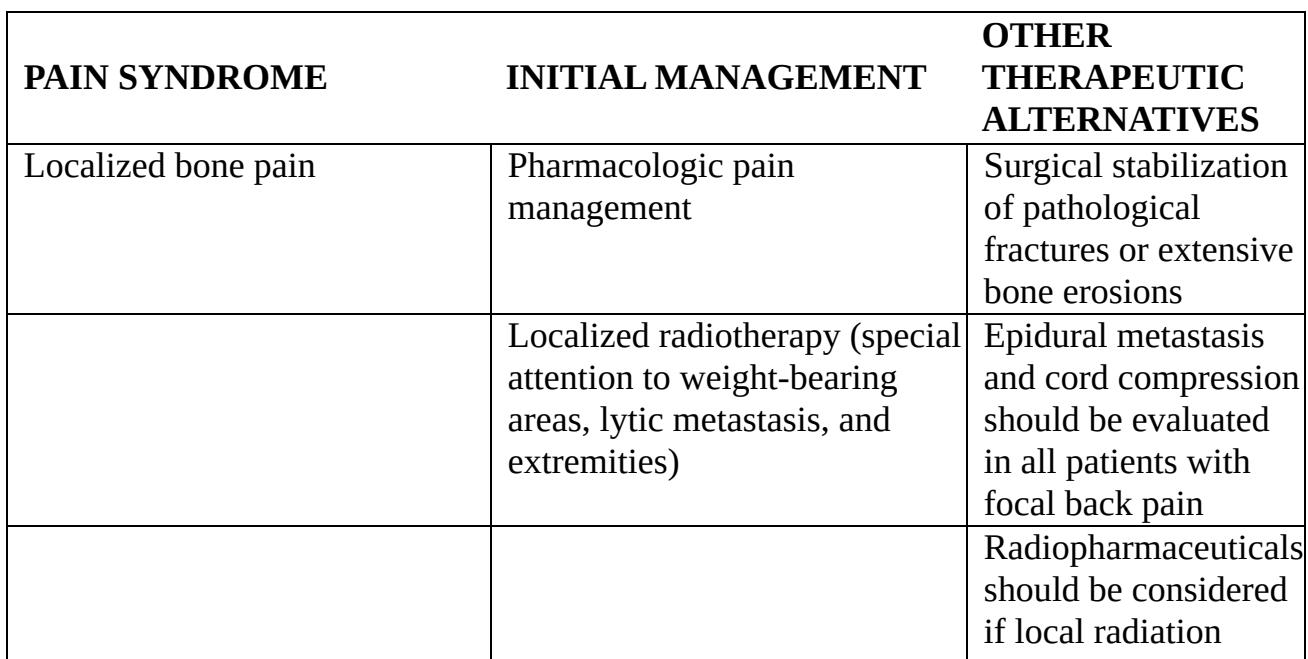 PAIN SYNDROME
INITIAL MANAGEMENT
OTHER
THERAPEUTIC
ALTERNATIVES
Localized bone pain
Pharmacologic pain
management
Surgical stabilization
of pathological
fractures or extensive
bone erosions
Localized radiotherapy (special
attention to weight-bearing
areas, lytic metastasis, and
extremities)
Epidural metastasis
and cord compression
should be evaluated
in all patients with
focal back pain
Radiopharmaceuticals
should be considered
if local radiation